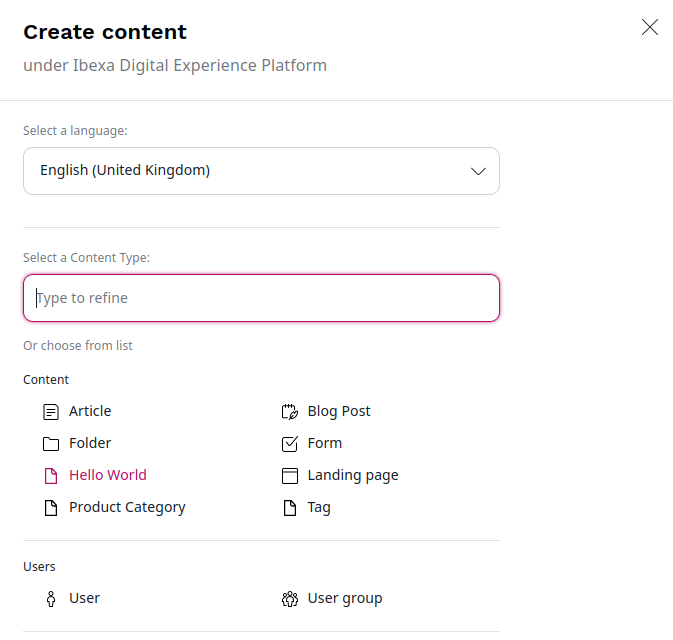 Create content
under Ibexa Digital Experience Platform
Select a language:
English (United Kingdom)
Select a Content Type:
Type to refine
Or choose from list
Content
Article Blog Post
Folder Form
Hello World Landing page
Product Category Tag
Users
User User group